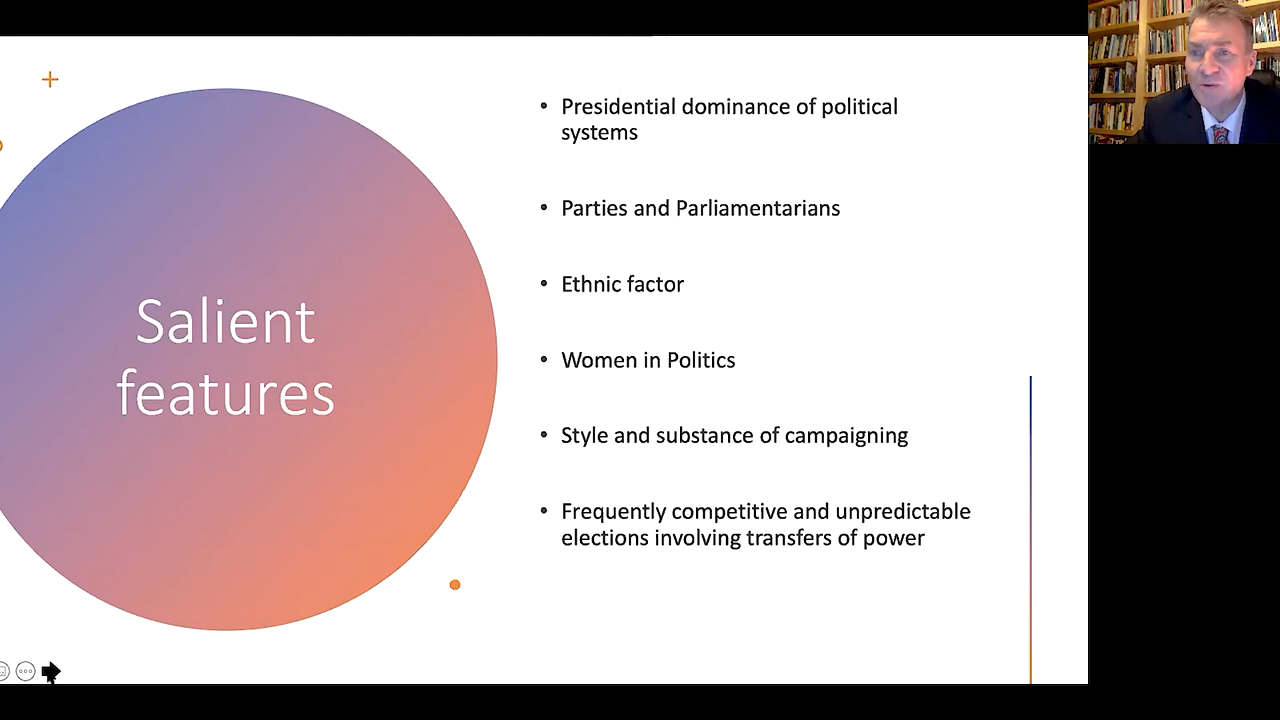 Salient
features
• Presidential dominance of political
systems
• Parties and Parliamentarians
• Ethnic factor
• Women in Politics
• Style and substance of campaigning
• Frequently competitive and unpredictable
elections involving transfers of power